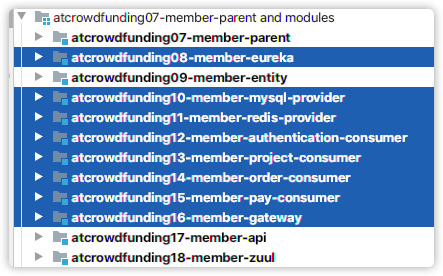 atcrowdfunding07-member-parent and modules
atcrowdfunding07-member-parent
atcrowdfunding08-member-eureka
atcrowdfunding09-member-entity
atcrowdfunding10-member-mysql-provider
atcrowdfunding11-member-redis-provider
atcrowdfunding12-member-authentication-consumer
atcrowdfunding13-member-project-consumer
atcrowdfunding14-member-order-consumer
atcrowdfunding15-member-pay-consumer
atcrowdfunding16-member-gateway
atcrowdfunding17-member-api
atcrowdfunding18-member-zuul